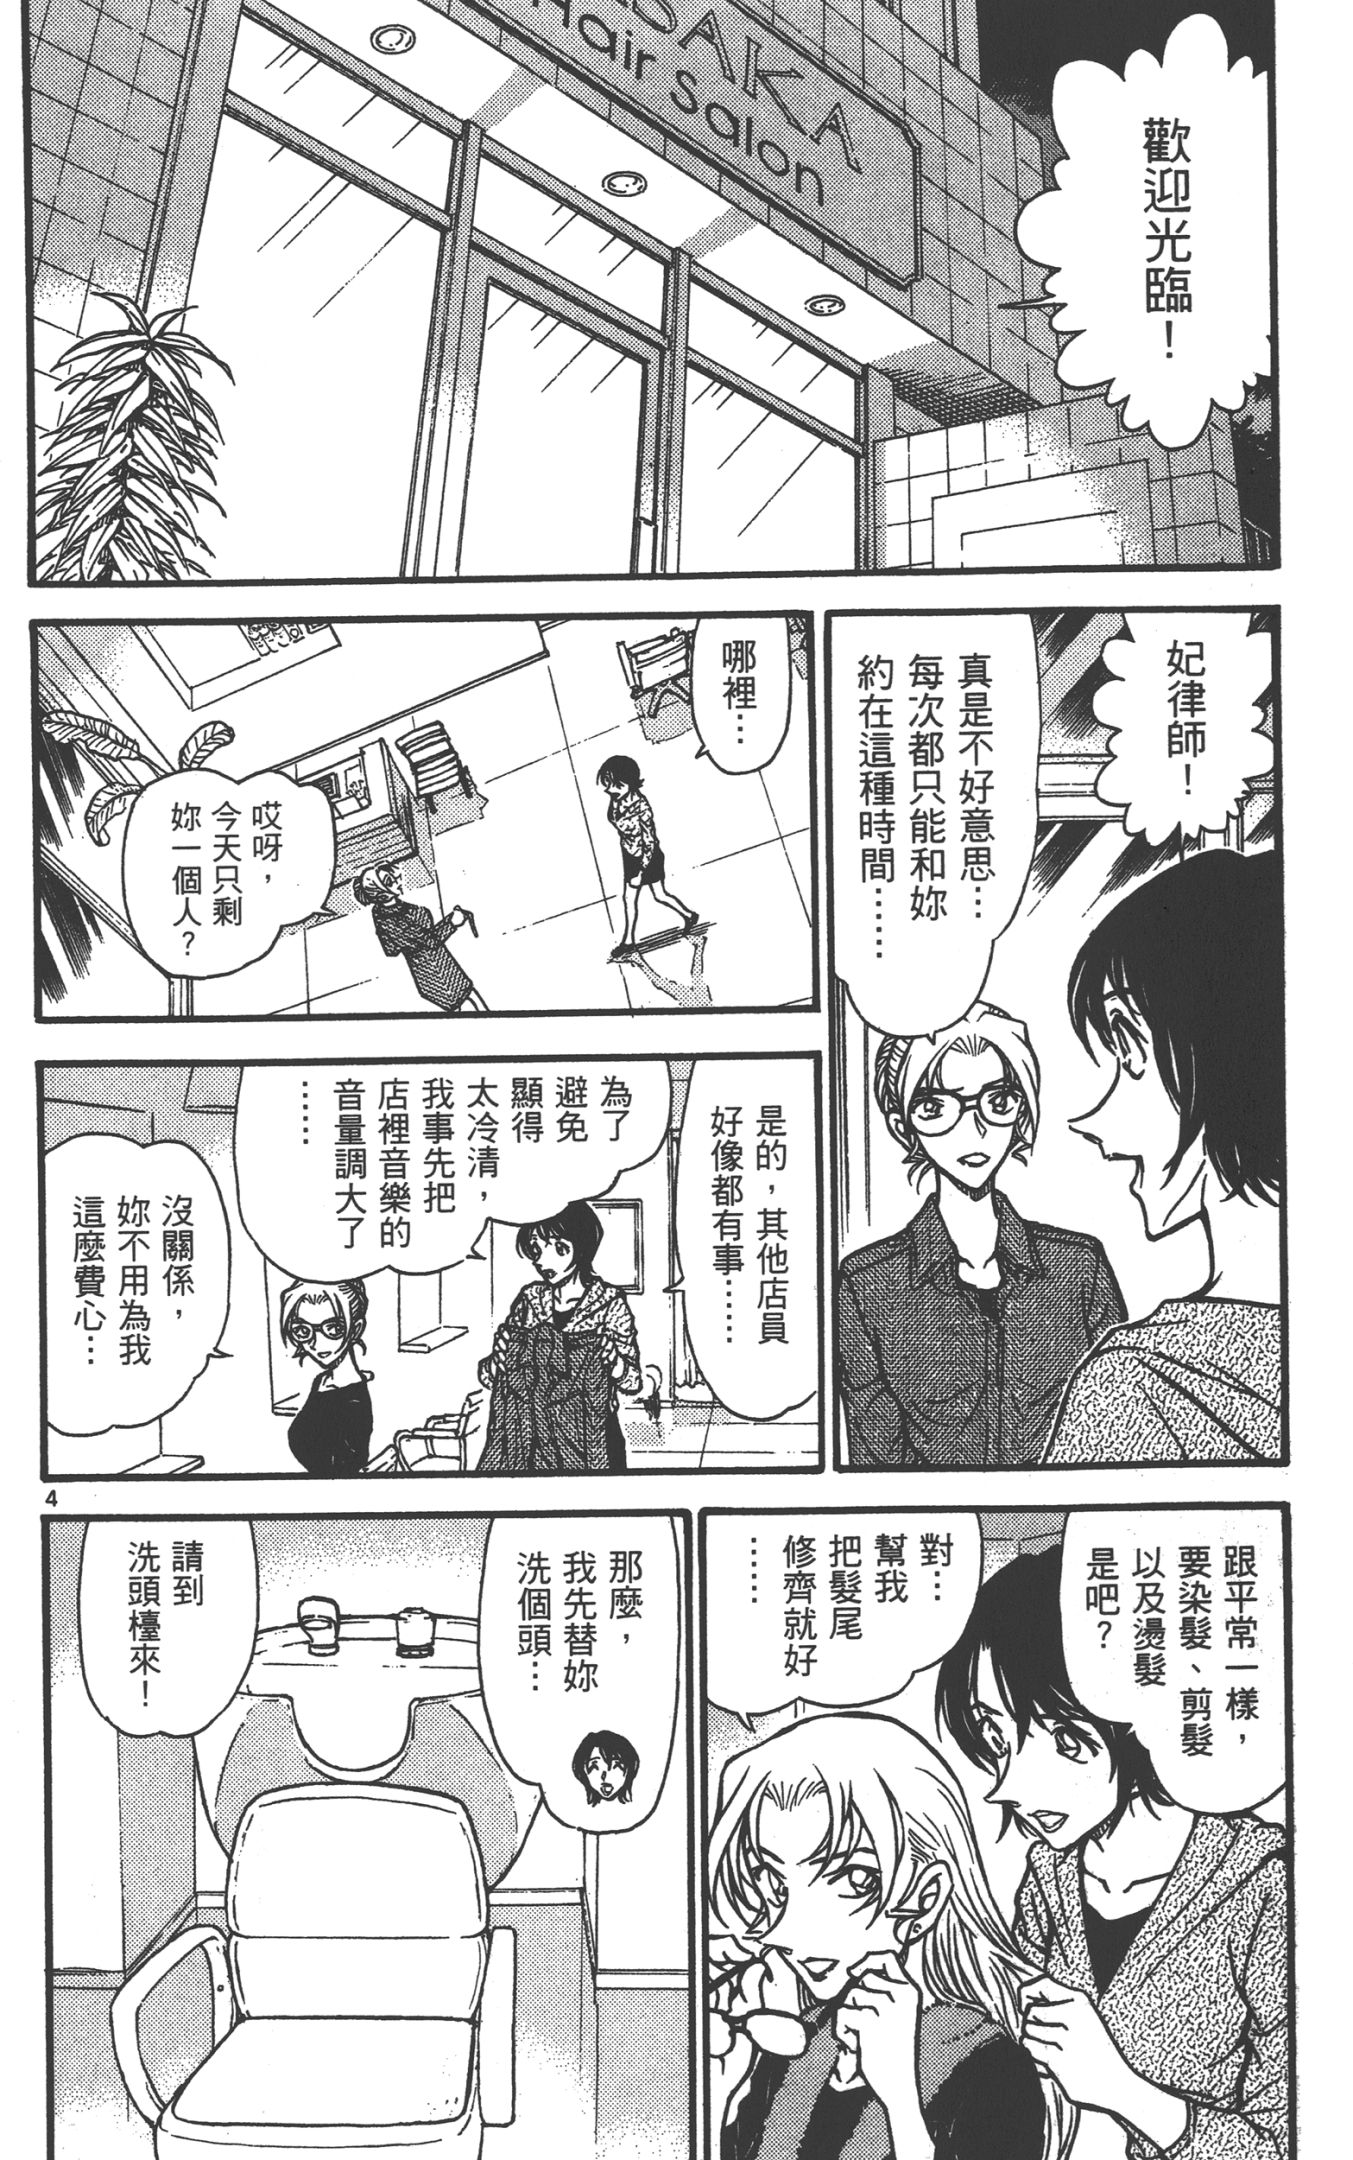 歡迎光臨！
SAKA
Hair Salon
妃律師！
真是不好意思…
每次都只能和妳
約在這種時間……
哪裡…
哎呀，
今天只剩
妳一個人？
是的，其他店員
好像都有事……
為了
避免
顯得
太冷清，
我事先把
店裡音樂的
音量調大了
……
沒關係，
妳不用為我
這麼費心…
4
跟平常一樣，
要染髮、剪髮
以及燙髮
是吧？
對…
幫我
把髮尾
修齊就好
……
那麼，
我先替妳
洗個頭…
請到
洗頭檯來！